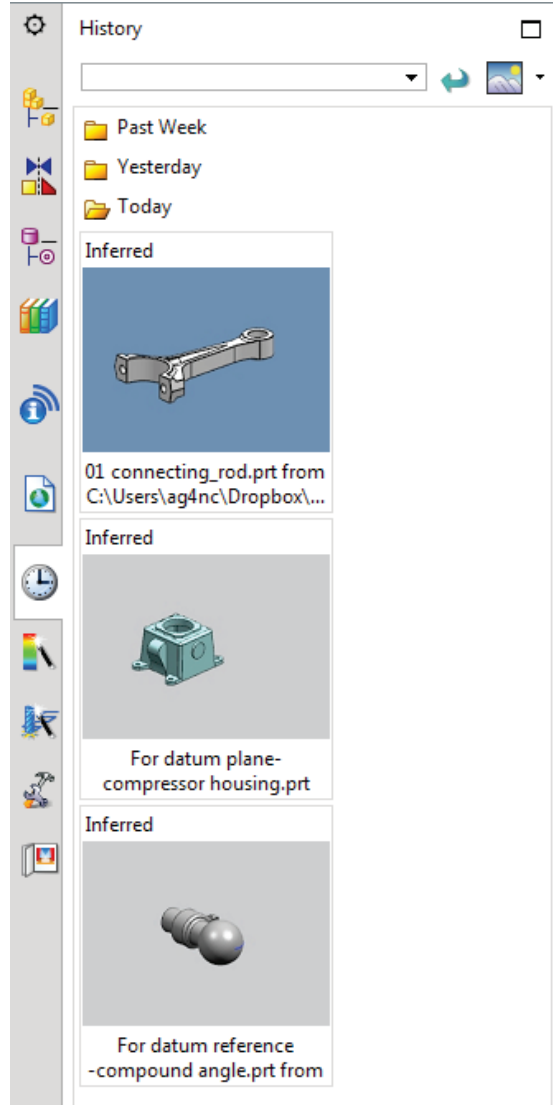 History
Past Week
Yesterday
Today
Inferred
01 connecting_rod.prt from
C:\Users\ag4nc\Dropbox\...
Inferred
For datum plane-
compressor housing.prt
Inferred
For datum reference
-compound angle.prt from